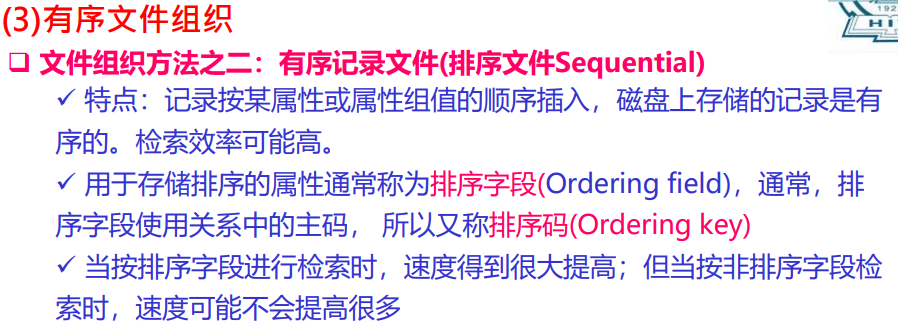 (3)有序文件组织
❑ 文件组织方法之二：有序记录文件(排序文件Sequential)
✓ 特点：记录按某属性或属性组值的顺序插入，磁盘上存储的记录是有
序的。检索效率可能高。
✓ 用于存储排序的属性通常称为排序字段(Ordering field)，通常，排
序字段使用关系中的主码， 所以又称排序码(Ordering key)
✓ 当按排序字段进行检索时，速度得到很大提高；但当按非排序字段检
索时，速度可能不会提高很多